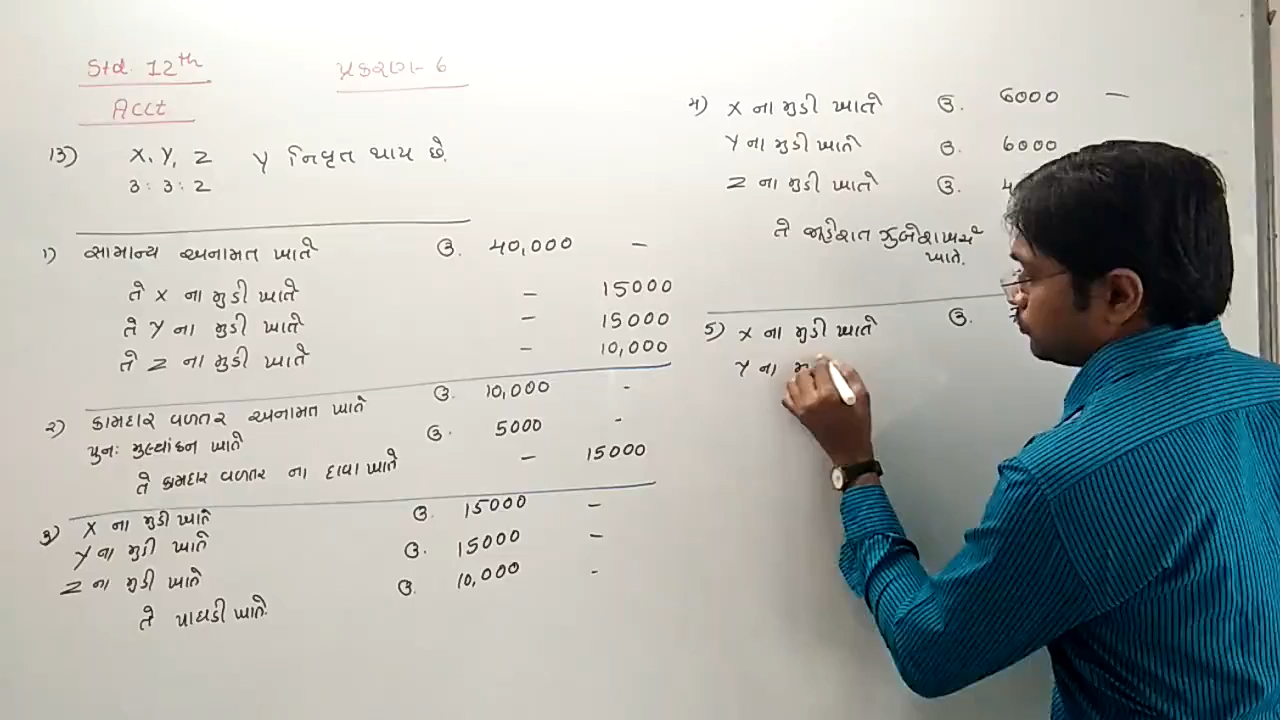 Std. 12th
Acct
પ્રકરણ- 6
13) X, Y, Z Y નિવૃત થાય છે.
3 : 3 : 2
1) સામાન્ય અનામત ખાતે ઉ. 40,000 —
તે X ના મુડી ખાતે — 15000
તે Y ના મુડી ખાતે — 15000
તે Z ના મુડી ખાતે — 10,000
2) કામદાર વળતર અનામત ખાતે ઉ. 10,000 -
પુનઃ મુલ્યાંકન ખાતે ઉ. 5000 -
તે કામદાર વળતર ના દાવા ખાતે — 15000
3) X ના મુડી ખાતે ઉ. 15000 —
Y ના મુડી ખાતે ઉ. 15000 —
Z ના મુડી ખાતે ઉ. 10,000 -
તે પાઘડી ખાતે.
૪) X ના મુડી ખાતે ઉ. 6000 —
Y ના મુડી ખાતે ઉ. 6000
Z ના મુડી ખાતે ઉ. 4
તે જાહેરાત ઝુંબેશ ખર્ચ
ખાતે.
5) X ના મુડી ખાતે ઉ.
Y ના